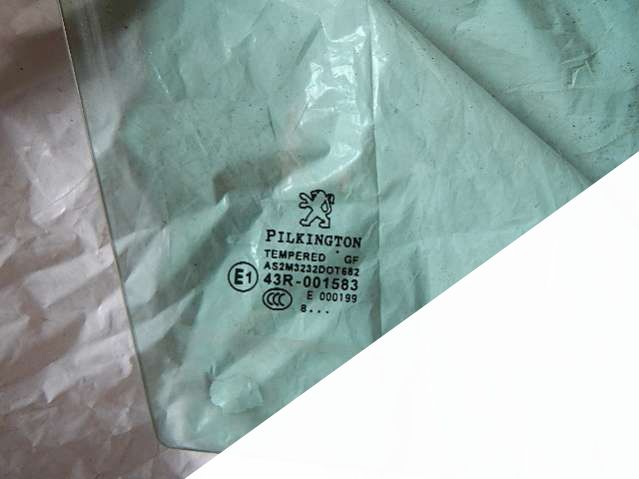 PILKINGTON
TEMPERED GF
AS2M3232DOT682
E1 43R-001583
CCC E 000199
8...